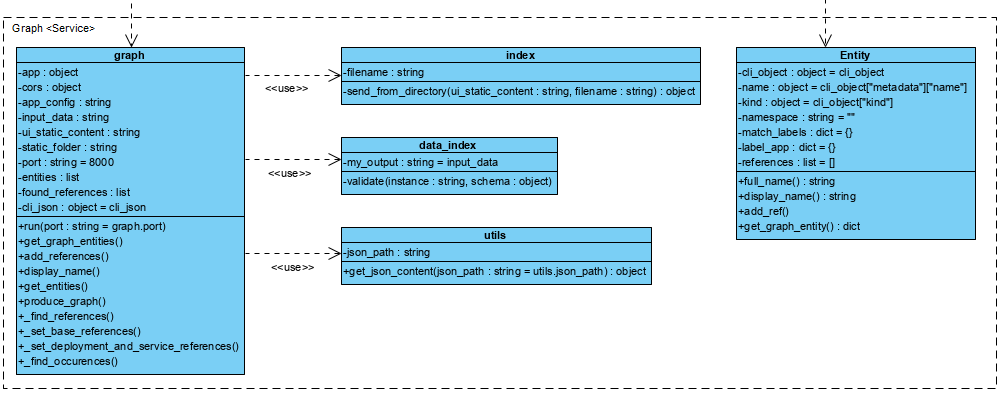 Graph <Service>
graph
-app : object
-cors : object
-app_config : string
-input_data : string
-ui_static_content : string
-static_folder : string
-port : string = 8000
-entities : list
-found_references : list
-cli_json : object = cli_json
+run(port : string = graph.port)
+get_graph_entities()
+add_references()
+display_name()
+get_entities()
+produce_graph()
+_find_references()
+_set_base_references()
+_set_deployment_and_service_references()
+_find_occurences()
<<use>>
<<use>>
<<use>>
index
-filename : string
-send_from_directory(ui_static_content : string, filename : string) : object
data_index
-my_output : string = input_data
-validate(instance : string, schema : object)
utils
-json_path : string
+get_json_content(json_path : string = utils.json_path) : object
Entity
-cli_object : object = cli_object
-name : object = cli_object["metadata"]["name"]
-kind : object = cli_object["kind"]
-namespace : string = ""
-match_labels : dict = {}
-label_app : dict = {}
-references : list = []
+full_name() : string
+display_name() : string
+add_ref()
+get_graph_entity() : dict